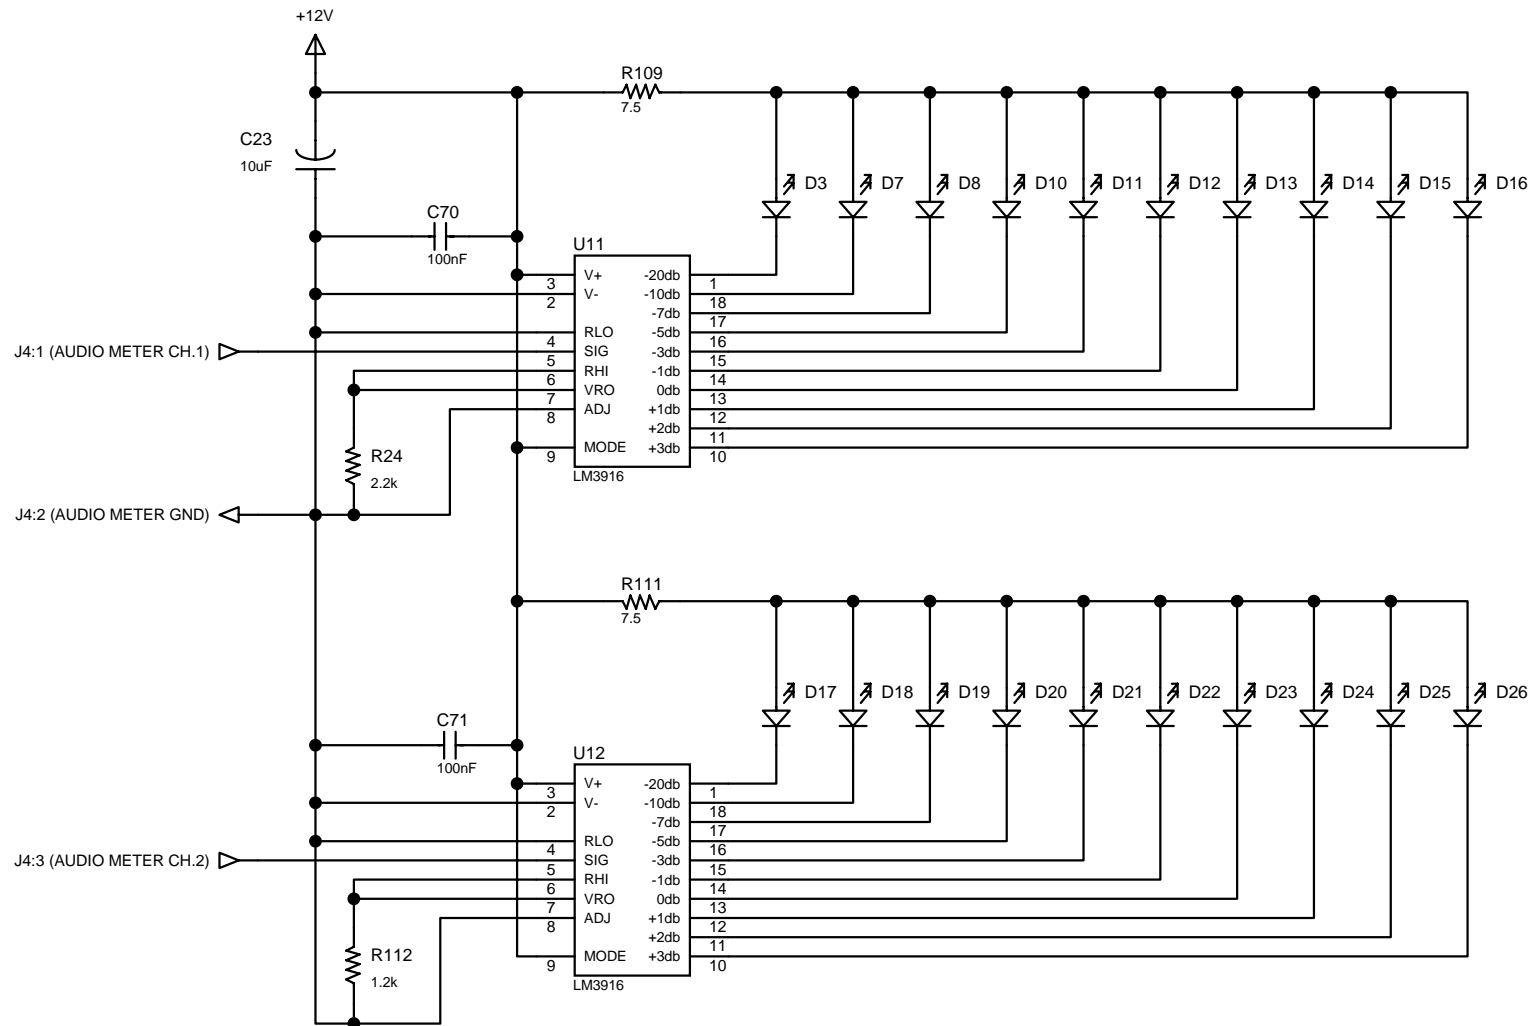 +12V
R109
7.5
C23
10uF
D3 D7 D8 D10 D11 D12 D13 D14 D15 D16
C70
100nF
U11
3 V+ -20db 1
2 V- -10db 18
-7db 17
4 RLO -5db 16
5 SIG -3db 15
6 RHI -1db 14
7 VRO 0db 13
8 ADJ +1db 12
+2db 11
9 MODE +3db 10
LM3916
J4:1 (AUDIO METER CH.1)
R24
2.2k
J4:2 (AUDIO METER GND)
R111
7.5
D17 D18 D19 D20 D21 D22 D23 D24 D25 D26
C71
100nF
U12
3 V+ -20db 1
2 V- -10db 18
-7db 17
4 RLO -5db 16
5 SIG -3db 15
6 RHI -1db 14
7 VRO 0db 13
8 ADJ +1db 12
+2db 11
9 MODE +3db 10
LM3916
J4:3 (AUDIO METER CH.2)
R112
1.2k